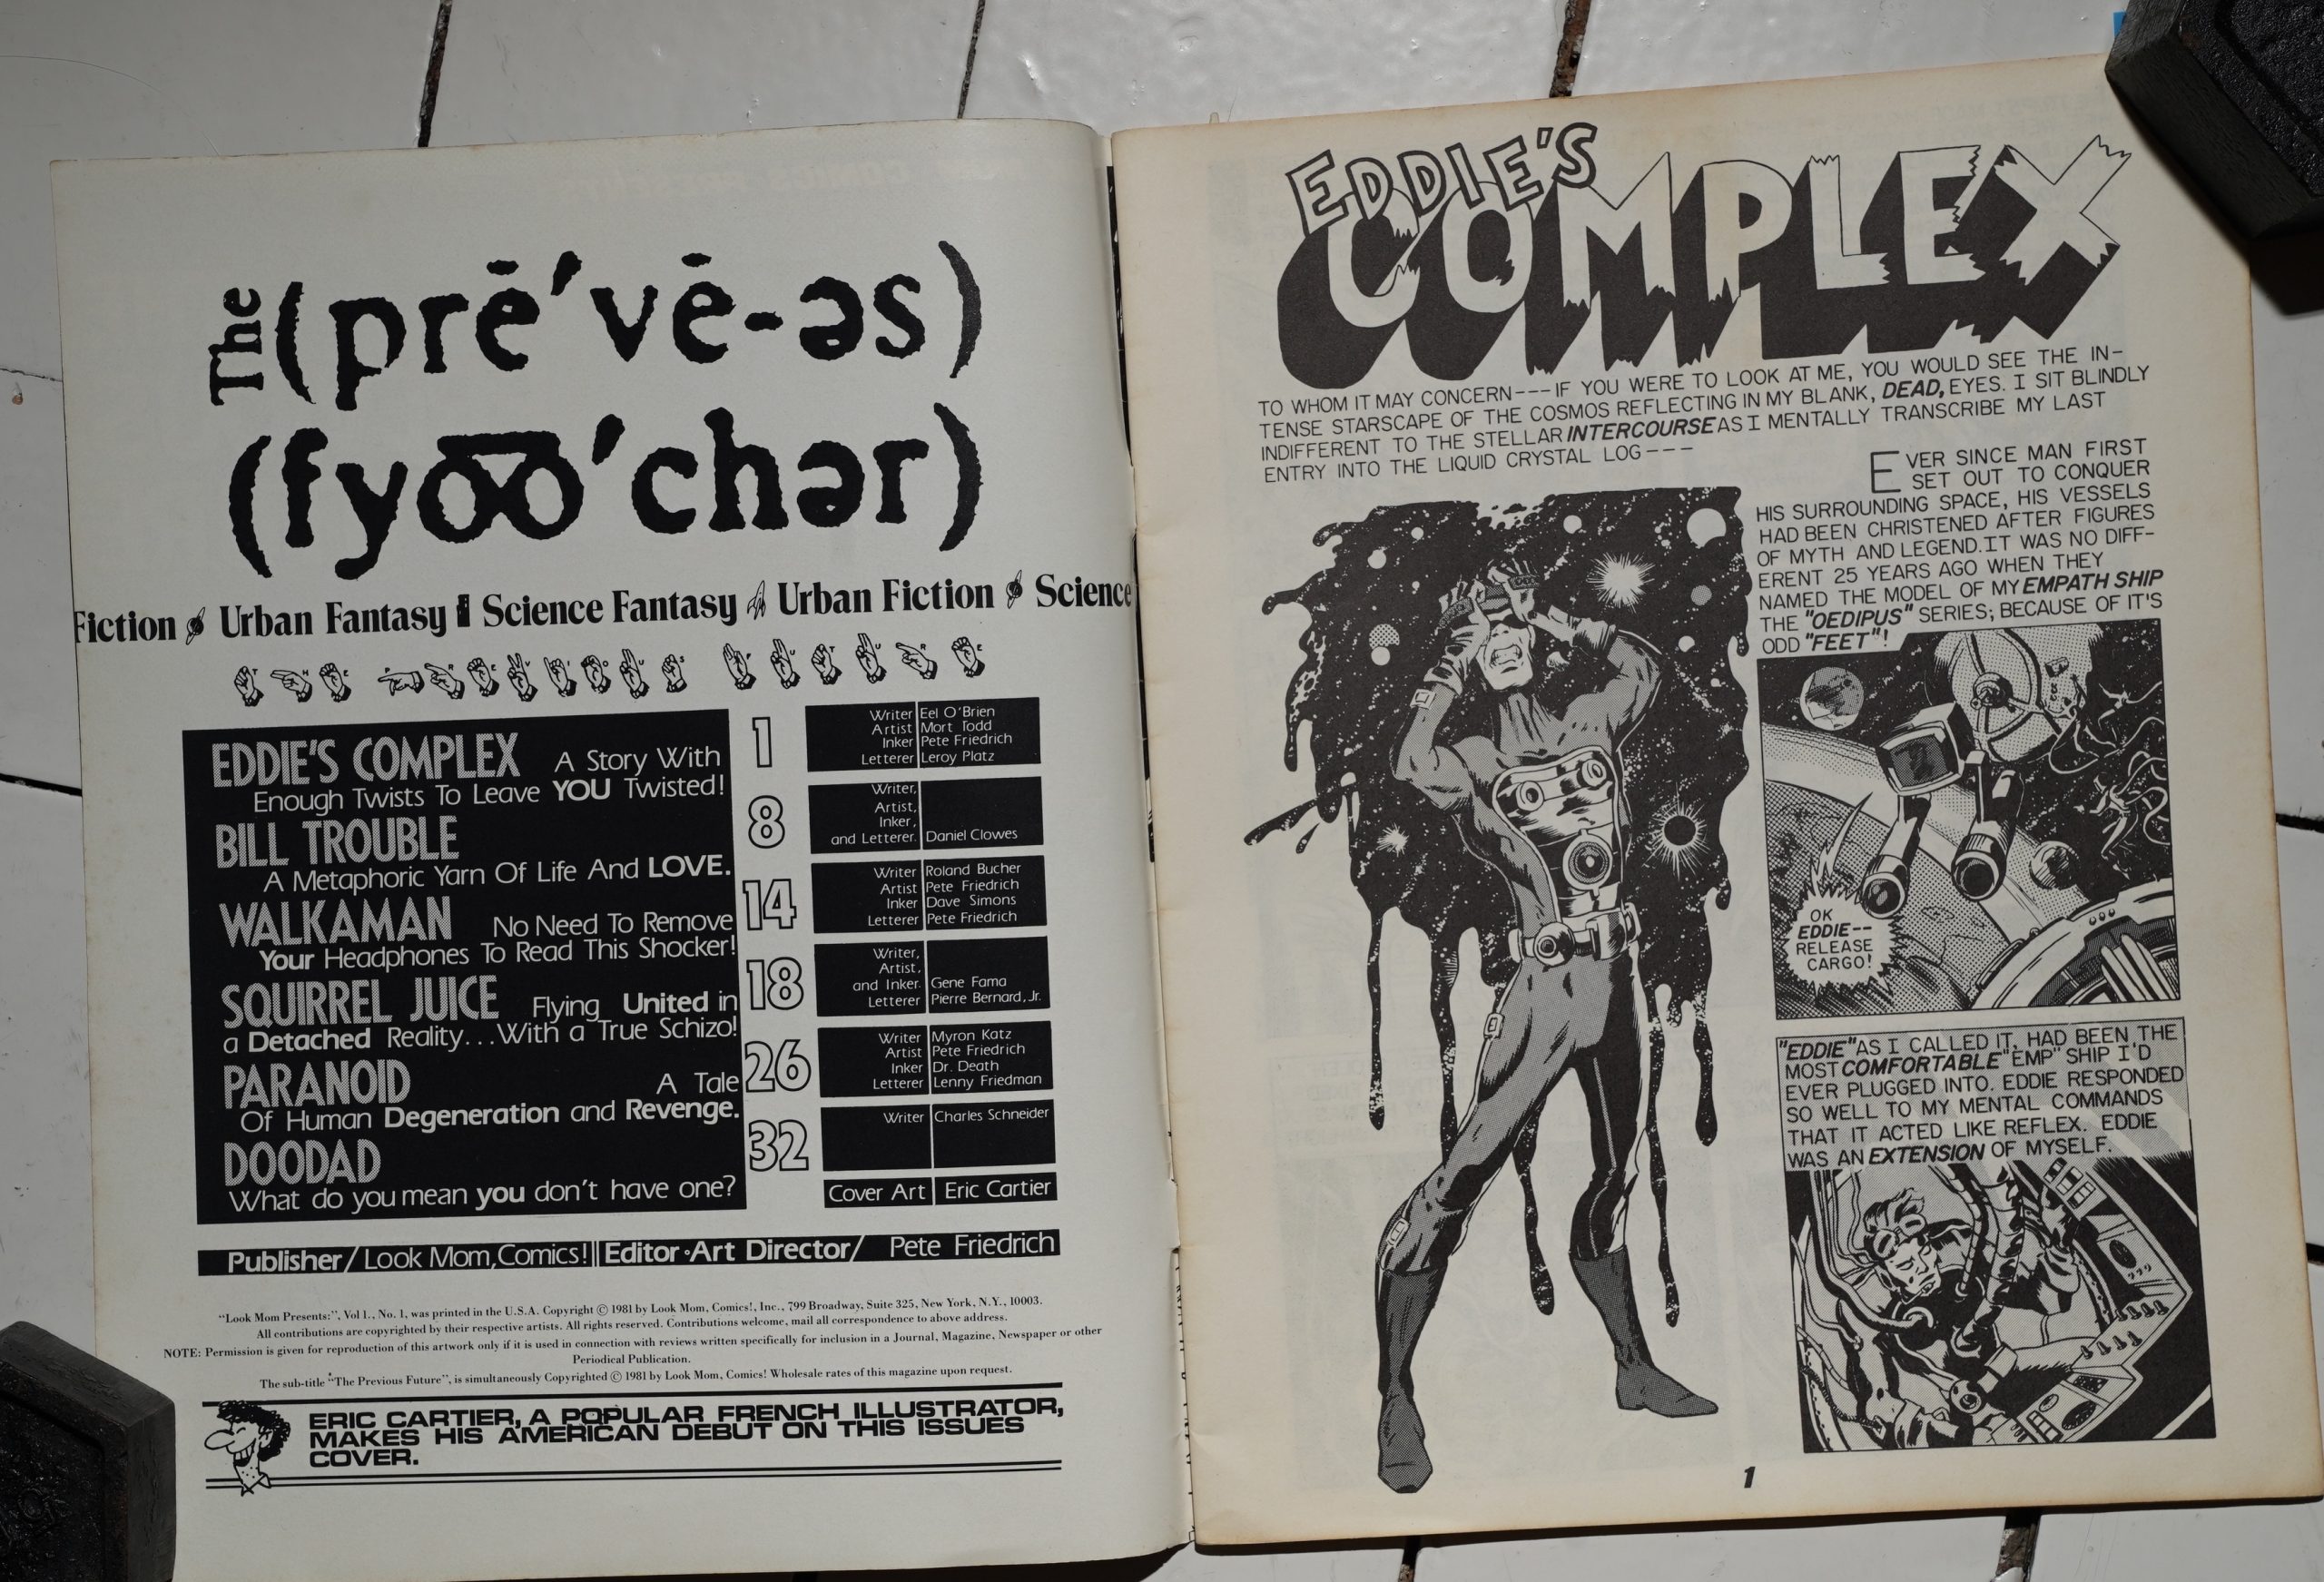 The (prē′vē-əs)
(fyo͞o′chər)
Fiction Urban Fantasy Science Fantasy Urban Fiction Science
EDDIE'S COMPLEX A Story With
Enough Twists To Leave YOU Twisted!
1
Writer Eel O'Brien
Artist Mort Todd
Inker Pete Friedrich
Letterer Leroy Platz
BILL TROUBLE
A Metaphoric Yarn Of Life And LOVE.
8
Writer,
Artist,
Inker,
and Letterer. Daniel Clowes
WALKAMAN No Need To Remove
Your Headphones To Read This Shocker!
14
Writer Roland Bucher
Artist Pete Friedrich
Inker Dave Simons
Letterer Pete Friedrich
SQUIRREL JUICE Flying United in
a Detached Reality...With a True Schizo!
18
Writer,
Artist,
and Inker. Gene Fama
Letterer Pierre Bernard, Jr.
PARANOID A Tale
Of Human Degeneration and Revenge.
26
Writer Myron Katz
Artist Pete Friedrich
Inker Dr. Death
Letterer Lenny Friedman
DOODAD
What do you mean you don't have one?
32
Writer Charles Schneider
Cover Art Eric Cartier
Publisher/ Look Mom, Comics! Editor·Art Director/ Pete Friedrich
"Look Mom Presents:", Vol 1., No. 1, was printed in the U.S.A. Copyright © 1981 by Look Mom, Comics!, Inc., 799 Broadway, Suite 325, New York, N.Y., 10003.
All contributions are copyrighted by their respective artists. All rights reserved. Contributions welcome, mail all correspondence to above address.
NOTE: Permission is given for reproduction of this artwork only if it is used in connection with reviews written specifically for inclusion in a Journal, Magazine, Newspaper or other
Periodical Publication.
The sub-title "The Previous Future", is simultaneously Copyrighted © 1981 by Look Mom, Comics! Wholesale rates of this magazine upon request.
ERIC CARTIER, A POPULAR FRENCH ILLUSTRATOR,
MAKES HIS AMERICAN DEBUT ON THIS ISSUES
COVER.
EDDIE'S
COMPLEX
TO WHOM IT MAY CONCERN---IF YOU WERE TO LOOK AT ME, YOU WOULD SEE THE IN-
TENSE STARSCAPE OF THE COSMOS REFLECTING IN MY BLANK, DEAD, EYES. I SIT BLINDLY
INDIFFERENT TO THE STELLAR INTERCOURSE AS I MENTALLY TRANSCRIBE MY LAST
ENTRY INTO THE LIQUID CRYSTAL LOG---
EVER SINCE MAN FIRST
SET OUT TO CONQUER
HIS SURROUNDING SPACE, HIS VESSELS
HAD BEEN CHRISTENED AFTER FIGURES
OF MYTH AND LEGEND. IT WAS NO DIFF-
ERENT 25 YEARS AGO WHEN THEY
NAMED THE MODEL OF MY EMPATH SHIP
THE "OEDIPUS" SERIES; BECAUSE OF IT'S
ODD "FEET"!
OK
EDDIE--
RELEASE
CARGO!
"EDDIE" AS I CALLED IT, HAD BEEN THE
MOST COMFORTABLE "EMP" SHIP I'D
EVER PLUGGED INTO. EDDIE RESPONDED
SO WELL TO MY MENTAL COMMANDS
THAT IT ACTED LIKE REFLEX. EDDIE
WAS AN EXTENSION OF MYSELF.
1